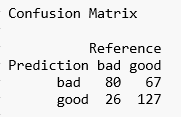 Confusion Matrix
Reference
Prediction bad good
bad 80 67
good 26 127